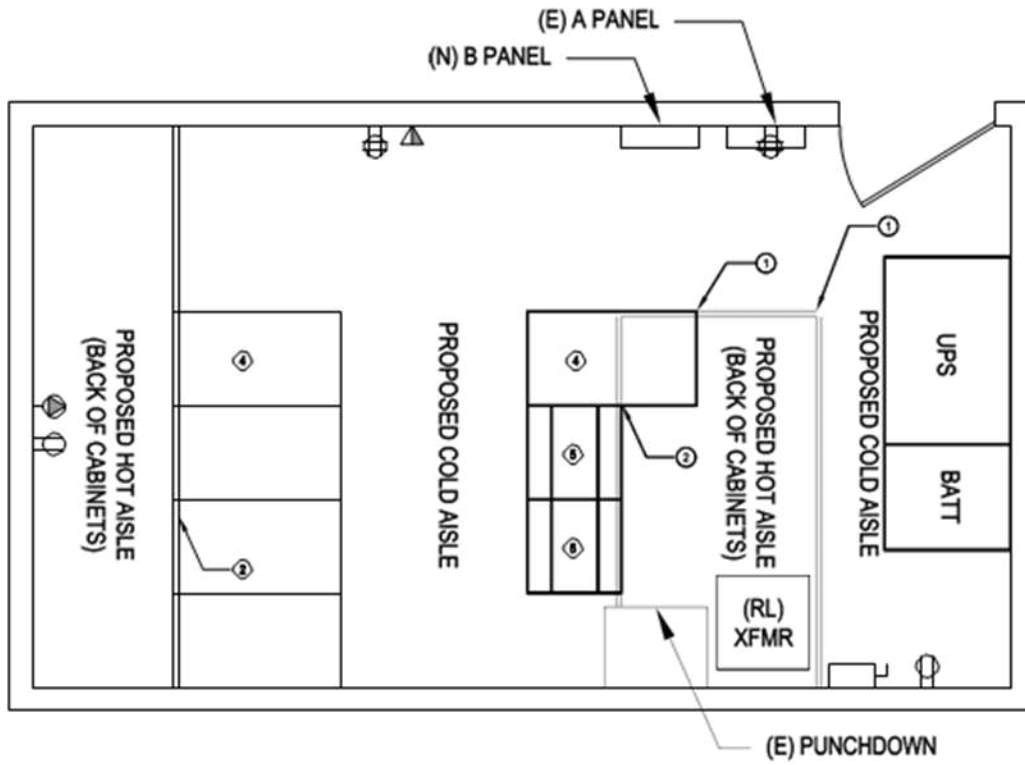 (E) A PANEL
(N) B PANEL
1
1
PROPOSED HOT AISLE
(BACK OF CABINETS)
4
2
PROPOSED COLD AISLE
4
5
5
2
PROPOSED HOT AISLE
(BACK OF CABINETS)
PROPOSED COLD AISLE
UPS
BATT
(RL)
XFMR
(E) PUNCHDOWN